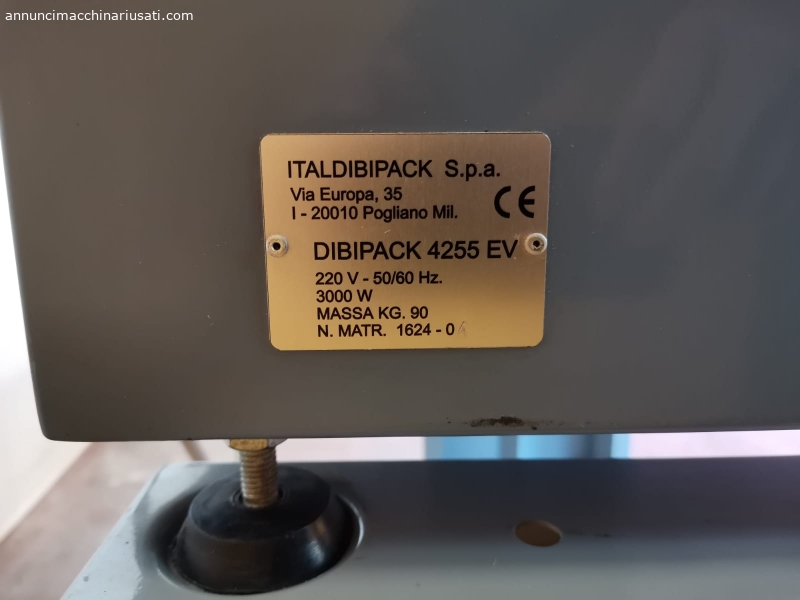 annuncimacchinariusati.com
ITALDIBIPACK S.p.a.
Via Europa, 35
I - 20010 Pogliano Mil.
CE
DIBIPACK 4255 EV
220 V - 50/60 Hz.
3000 W
MASSA KG. 90
N. MATR. 1624 - 0